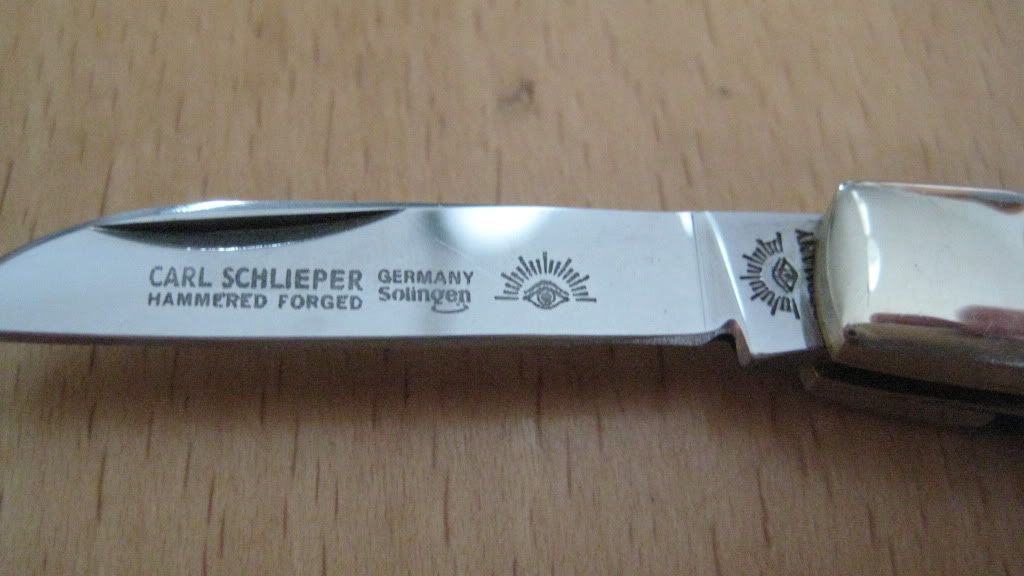 CARL SCHLIEPER
HAMMERED FORGED
GERMANY
Solingen